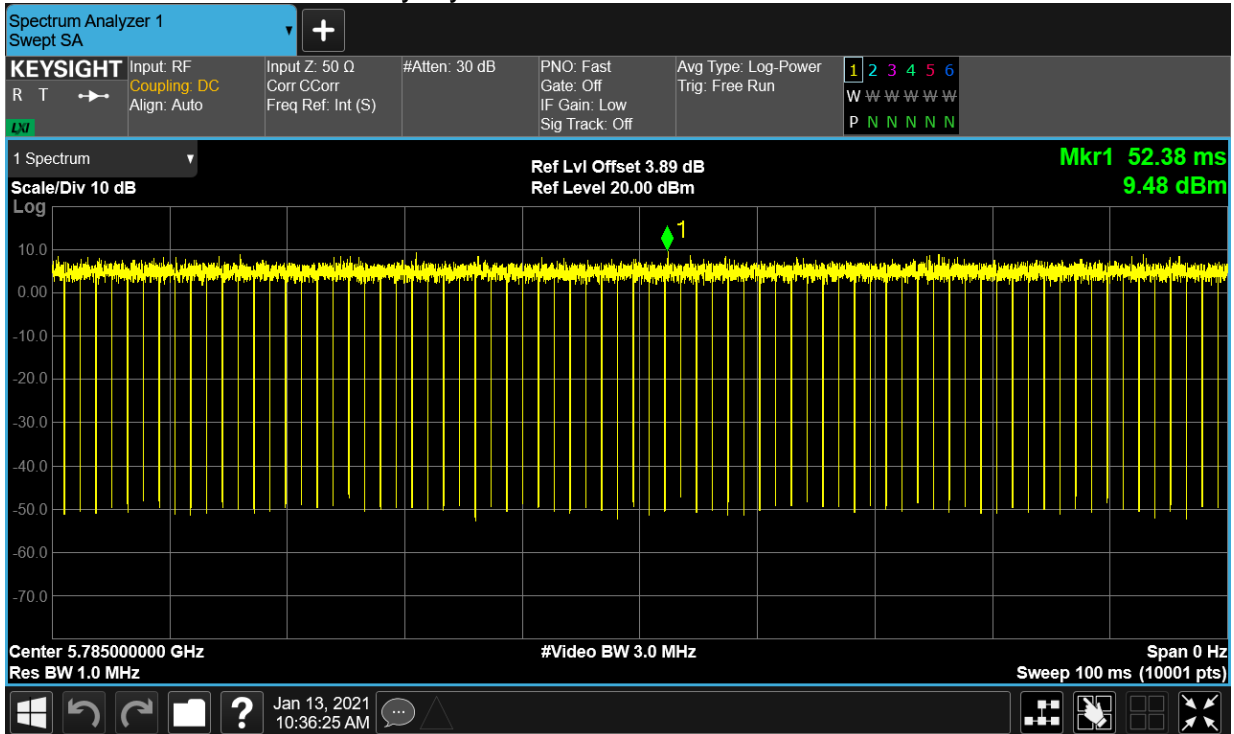 Spectrum Analyzer 1
Swept SA
KEYSIGHT
R T
LXI
Input: RF
Coupling: DC
Align: Auto
Input Z: 50 Ω
Corr CCorr
Freq Ref: Int (S)
#Atten: 30 dB
PNO: Fast
Gate: Off
IF Gain: Low
Sig Track: Off
Avg Type: Log-Power
Trig: Free Run
1 2 3 4 5 6
W W W W W W
P N N N N N
1 Spectrum
Scale/Div 10 dB
Log
Ref Lvl Offset 3.89 dB
Ref Level 20.00 dBm
Mkr1 52.38 ms
9.48 dBm
1
10.0
0.00
-10.0
-20.0
-30.0
-40.0
-50.0
-60.0
-70.0
Center 5.785000000 GHz
Res BW 1.0 MHz
#Video BW 3.0 MHz
Span 0 Hz
Sweep 100 ms (10001 pts)
?
Jan 13, 2021
10:36:25 AM